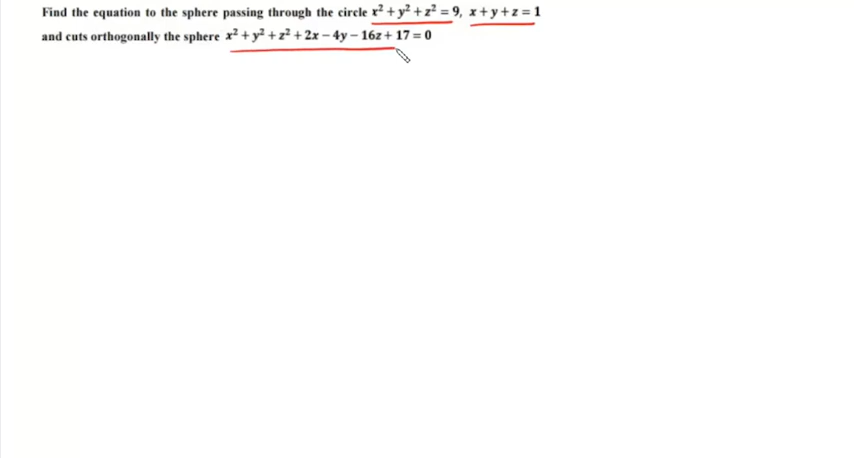 Find the equation to the sphere passing through the circle x² + y² + z² = 9, x + y + z = 1
and cuts orthogonally the sphere x² + y² + z² + 2x − 4y − 16z + 17 = 0